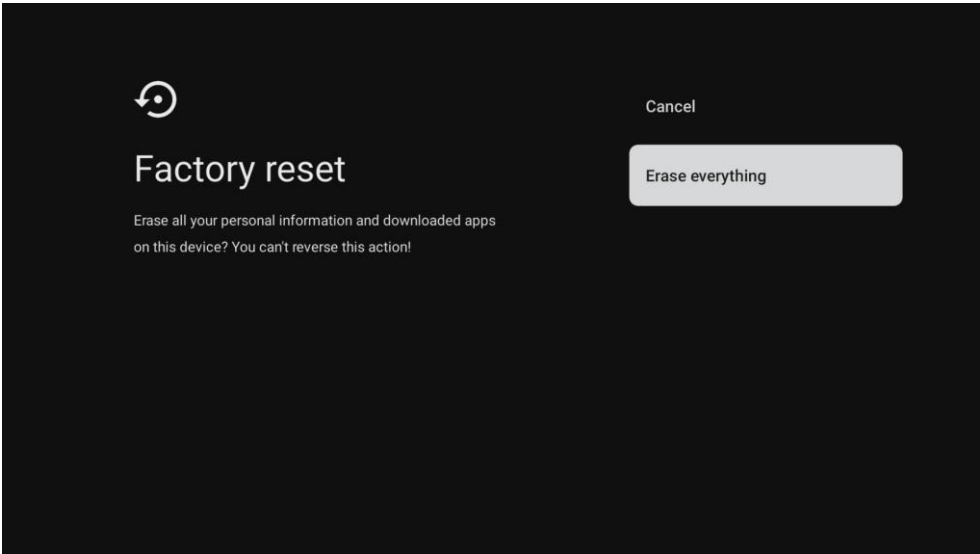 Factory reset
Erase all your personal information and downloaded apps
on this device? You can't reverse this action!
Cancel
Erase everything